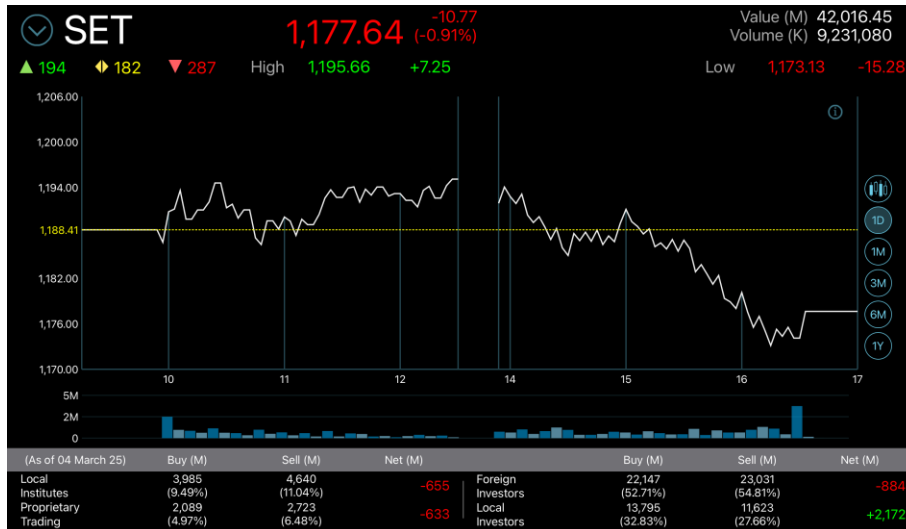 SET 1,177.64 -10.77 (-0.91%) Value (M) 42,016.45
Volume (K) 9,231,080
194 182 287 High 1,195.66 +7.25 Low 1,173.13 -15.28
1,206.00
1,200.00
1,194.00
1,188.41
1,182.00
1,176.00
1,170.00
10 11 12 14 15 16 17
1D
1M
3M
6M
1Y
5M
2M
0
(As of 04 March 25) Buy (M) Sell (M) Net (M) Buy (M) Sell (M) Net (M)
Local Institutes 3,985 (9.49%) 4,640 (11.04%) -655 Foreign Investors 22,147 (52.71%) 23,031 (54.81%) -884
Proprietary Trading 2,089 (4.97%) 2,723 (6.48%) -633 Local Investors 13,795 (32.83%) 11,623 (27.66%) +2,172